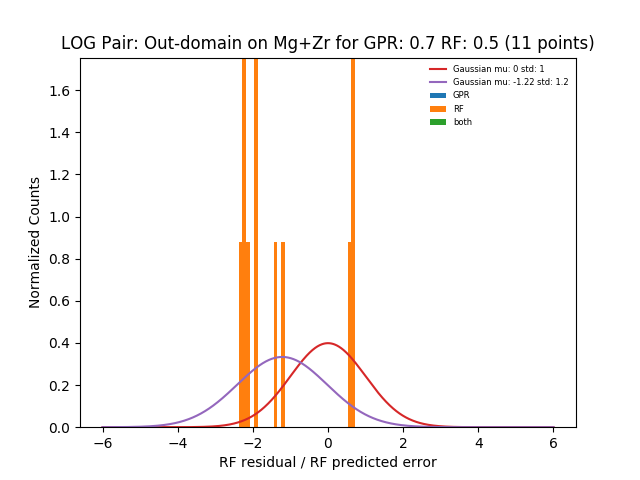 LOG Pair: Out-domain on Mg+Zr for GPR: 0.7 RF: 0.5 (11 points)
Gaussian mu: 0 std: 1
Gaussian mu: -1.22 std: 1.2
GPR
RF
both
Normalized Counts
1.6
1.4
1.2
1.0
0.8
0.6
0.4
0.2
0.0
−6 −4 −2 0 2 4 6
RF residual / RF predicted error